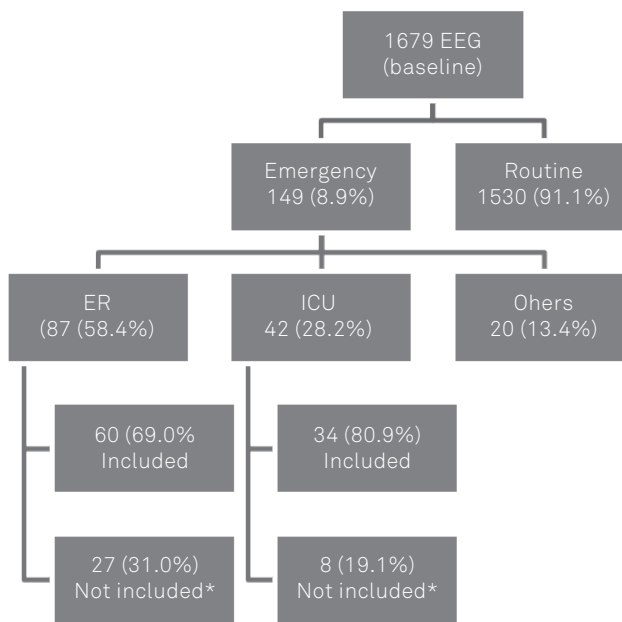 1679 EEG
(baseline)
Emergency
149 (8.9%)
Routine
1530 (91.1%)
ER
(87 (58.4%)
ICU
42 (28.2%)
Ohers
20 (13.4%)
60 (69.0%
Included
34 (80.9%)
Included
27 (31.0%)
Not included*
8 (19.1%)
Not included*